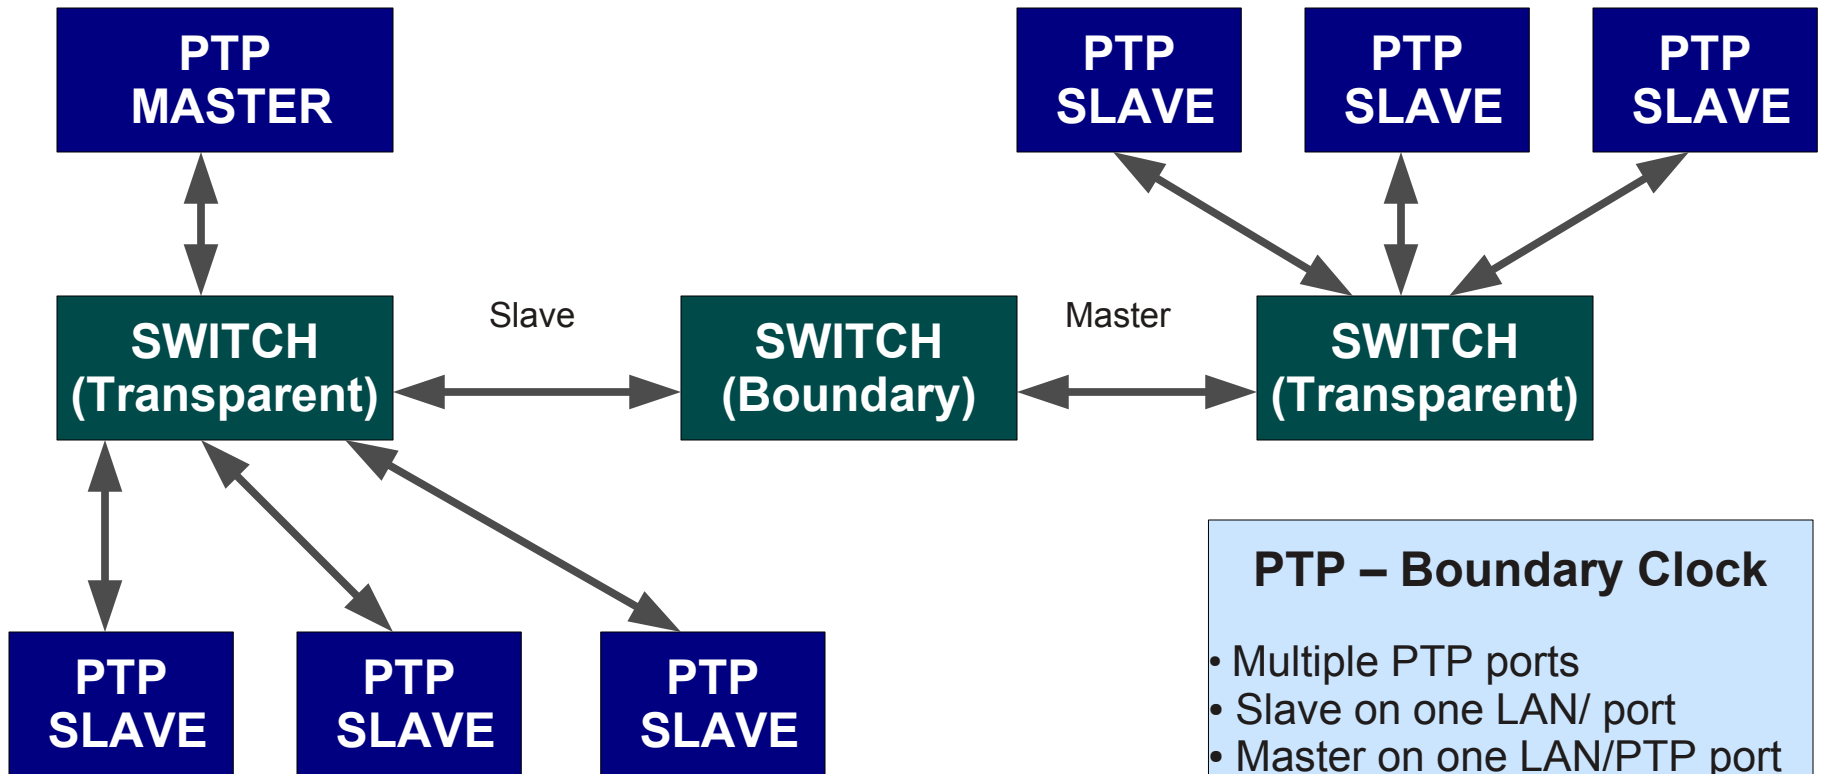 PTP
MASTER
PTP
SLAVE
PTP
SLAVE
PTP
SLAVE
SWITCH
(Transparent)
Slave
SWITCH
(Boundary)
Master
SWITCH
(Transparent)
PTP
SLAVE
PTP
SLAVE
PTP
SLAVE
PTP – Boundary Clock
• Multiple PTP ports
• Slave on one LAN/ port
• Master on one LAN/PTP port